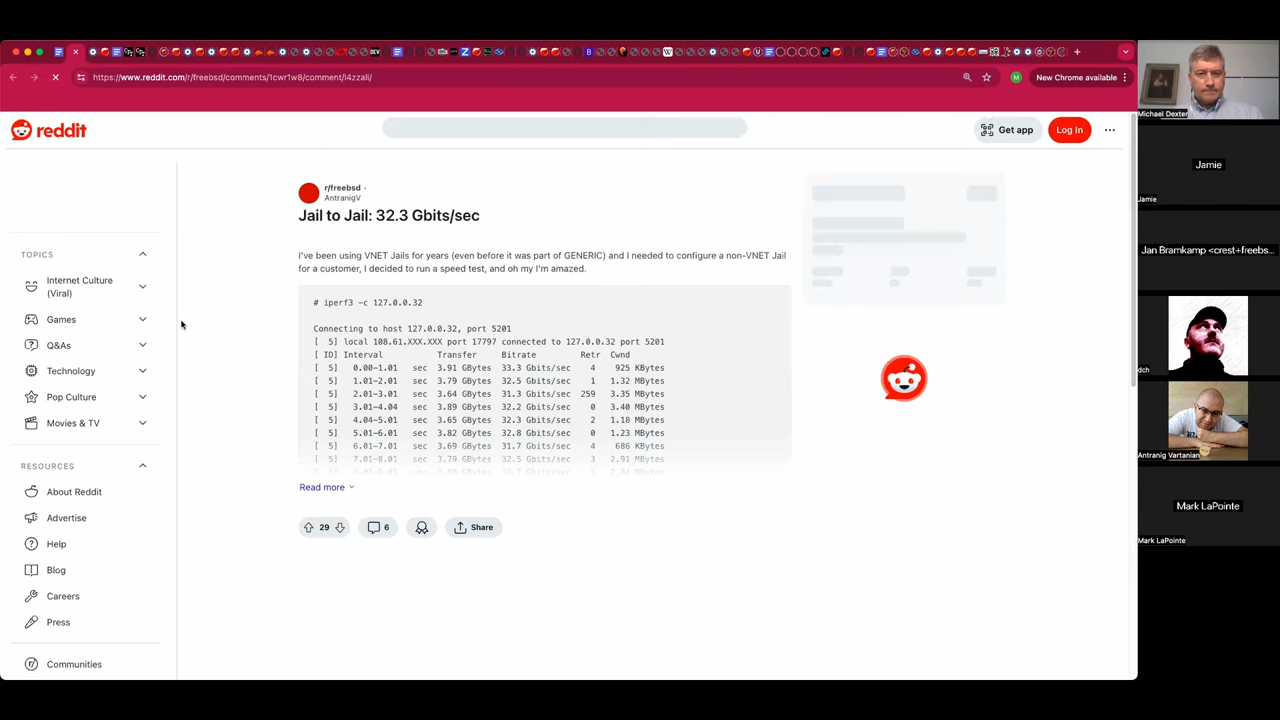 https://www.reddit.com/r/freebsd/comments/1cwr1w8/comment/l4zzali/
M
New Chrome available
reddit
Get app
Log In
TOPICS
Internet Culture
(Viral)
Games
Q&As
Technology
Pop Culture
Movies & TV
RESOURCES
About Reddit
Advertise
Help
Blog
Careers
Press
Communities
r/freebsd ·
AntranigV
Jail to Jail: 32.3 Gbits/sec
I've been using VNET Jails for years (even before it was part of GENERIC) and I needed to configure a non-VNET Jail
for a customer, I decided to run a speed test, and oh my I'm amazed.
# iperf3 -c 127.0.0.32
Connecting to host 127.0.0.32, port 5201
[ 5] local 108.61.XXX.XXX port 17797 connected to 127.0.0.32 port 5201
[ ID] Interval Transfer Bitrate Retr Cwnd
[ 5] 0.00-1.01 sec 3.91 GBytes 33.3 Gbits/sec 4 925 KBytes
[ 5] 1.01-2.01 sec 3.79 GBytes 32.5 Gbits/sec 1 1.32 MBytes
[ 5] 2.01-3.01 sec 3.64 GBytes 31.3 Gbits/sec 259 3.35 MBytes
[ 5] 3.01-4.04 sec 3.89 GBytes 32.2 Gbits/sec 0 3.40 MBytes
[ 5] 4.04-5.01 sec 3.65 GBytes 32.3 Gbits/sec 2 1.18 MBytes
[ 5] 5.01-6.01 sec 3.82 GBytes 32.8 Gbits/sec 0 1.23 MBytes
[ 5] 6.01-7.01 sec 3.69 GBytes 31.7 Gbits/sec 4 686 KBytes
[ 5] 7.01-8.01 sec 3.79 GBytes 32.5 Gbits/sec 3 2.91 MBytes
Read more
29
6
Share
Michael Dexter
Jamie
Jamie
Jan Bramkamp <crest+freebs...
dch
Antranig Vartanian
Mark LaPointe
Mark LaPointe